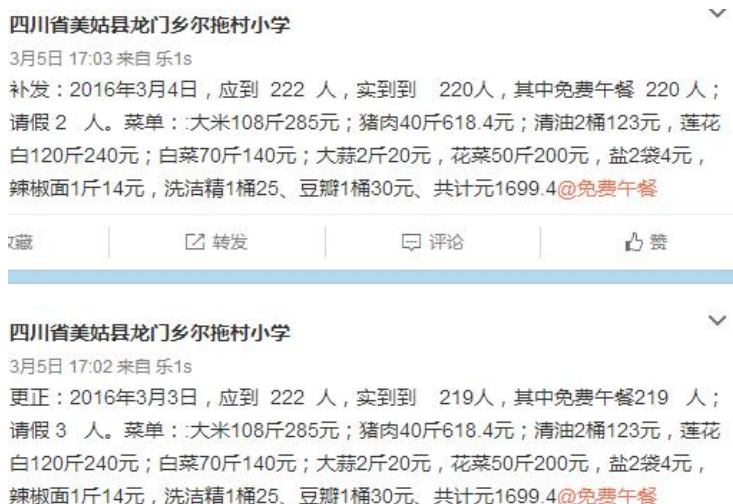 四川省美姑县龙门乡尔拖村小学
3月5日 17:03 来自 乐1s
补发：2016年3月4日，应到 222 人，实到到 220人，其中免费午餐 220 人；
请假 2 人。菜单：:大米108斤285元；猪肉40斤618.4元；清油2桶123元，莲花
白120斤240元；白菜70斤140元；大蒜2斤20元，花菜50斤200元，盐2袋4元，
辣椒面1斤14元，洗洁精1桶25、豆瓣1桶30元、共计元1699.4@免费午餐
收藏 转发 评论 赞
四川省美姑县龙门乡尔拖村小学
3月5日 17:02 来自 乐1s
更正：2016年3月3日，应到 222 人，实到到 219人，其中免费午餐219 人；
请假 3 人。菜单：:大米108斤285元；猪肉40斤618.4元；清油2桶123元，莲花
白120斤240元；白菜70斤140元；大蒜2斤20元，花菜50斤200元，盐2袋4元，
辣椒面1斤14元，洗洁精1桶25、豆瓣1桶30元、共计元1699.4@免费午餐